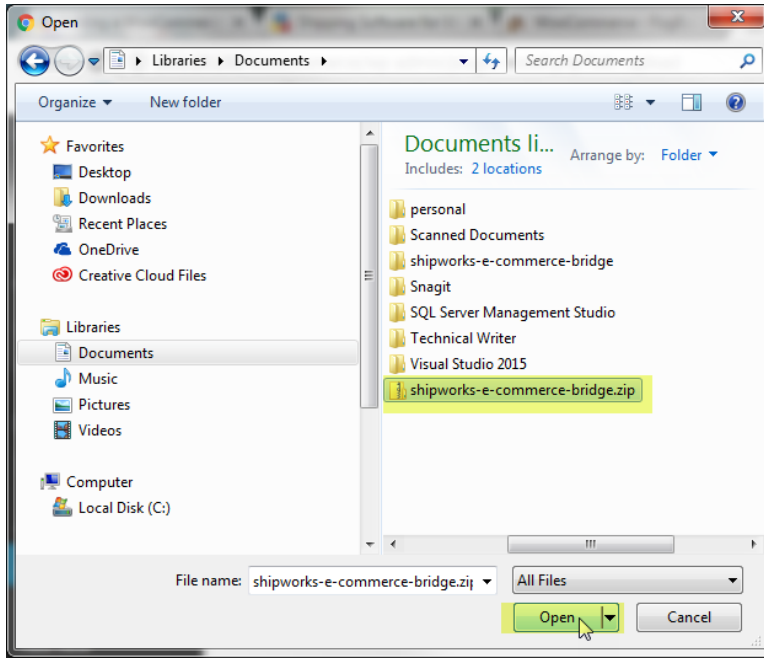 Open
Libraries Documents
Search Documents
Organize New folder
Favorites
Desktop
Downloads
Recent Places
OneDrive
Creative Cloud Files
Libraries
Documents
Music
Pictures
Videos
Computer
Local Disk (C:)
Documents li...
Includes: 2 locations
Arrange by: Folder
personal
Scanned Documents
shipworks-e-commerce-bridge
Snagit
SQL Server Management Studio
Technical Writer
Visual Studio 2015
shipworks-e-commerce-bridge.zip
File name: shipworks-e-commerce-bridge.zip All Files
Open Cancel